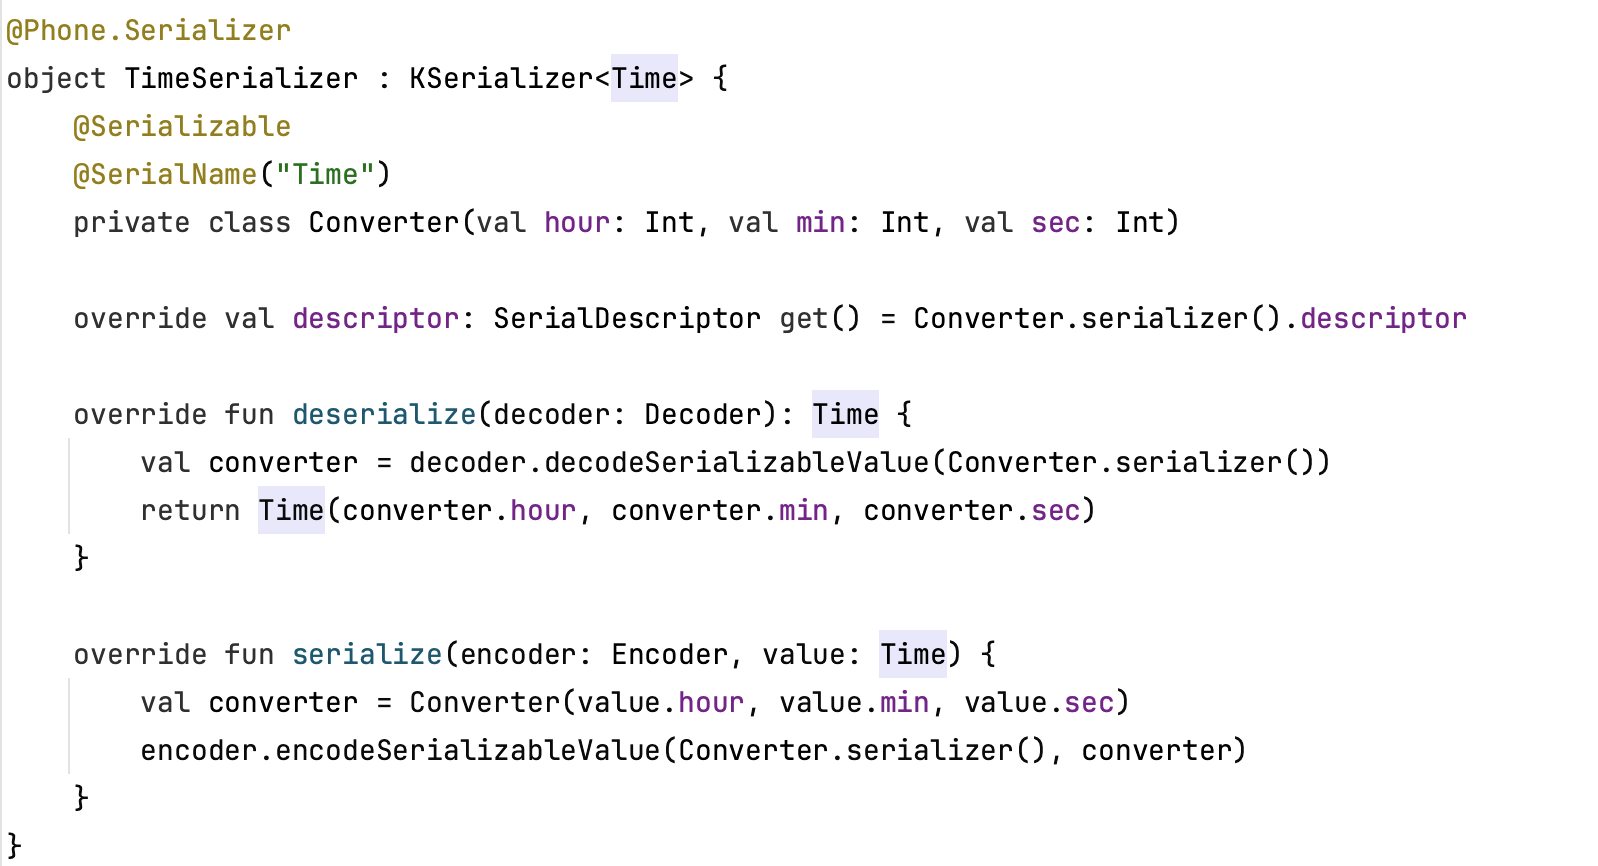 @Phone.Serializer
object TimeSerializer : KSerializer<Time> {
    @Serializable
    @SerialName("Time")
    private class Converter(val hour: Int, val min: Int, val sec: Int)

    override val descriptor: SerialDescriptor get() = Converter.serializer().descriptor

    override fun deserialize(decoder: Decoder): Time {
        val converter = decoder.decodeSerializableValue(Converter.serializer())
        return Time(converter.hour, converter.min, converter.sec)
    }

    override fun serialize(encoder: Encoder, value: Time) {
        val converter = Converter(value.hour, value.min, value.sec)
        encoder.encodeSerializableValue(Converter.serializer(), converter)
    }
}